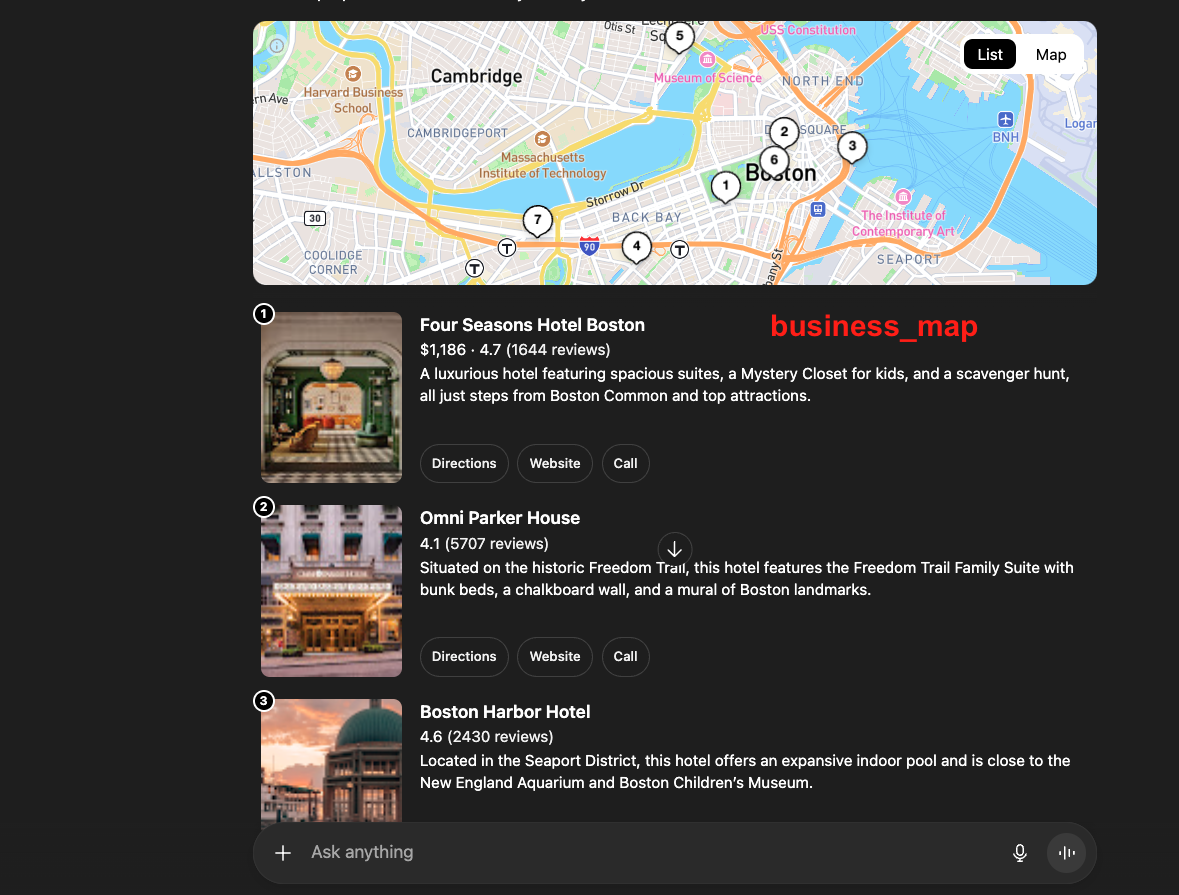 Otis St
Sq
5
USS Constitution
List
Map
Cambridge
Museum of Science
NORTH END
Harvard Business
School
ern Ave
CAMBRIDGEPORT
2
SQUARE
BNH
Logan
Massachusetts
Institute of Technology
6
3
Boston
ALLSTON
1
Storrow Dr
30
7
BACK BAY
The Institute of
Contemporary Art
T
90
4
T
COOLIDGE
CORNER
T
bany St
SEAPORT
1
Four Seasons Hotel Boston
business_map
$1,186 · 4.7 (1644 reviews)
A luxurious hotel featuring spacious suites, a Mystery Closet for kids, and a scavenger hunt,
all just steps from Boston Common and top attractions.
Directions
Website
Call
2
Omni Parker House
4.1 (5707 reviews)
Situated on the historic Freedom Trail, this hotel features the Freedom Trail Family Suite with
bunk beds, a chalkboard wall, and a mural of Boston landmarks.
Directions
Website
Call
3
Boston Harbor Hotel
4.6 (2430 reviews)
Located in the Seaport District, this hotel offers an expansive indoor pool and is close to the
New England Aquarium and Boston Children’s Museum.
Ask anything